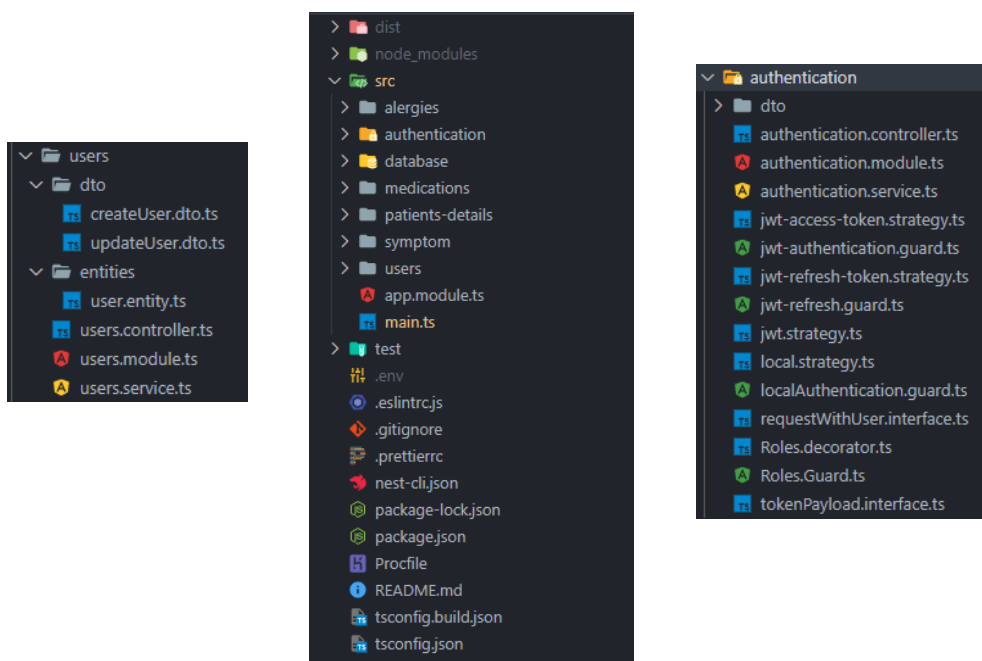 users
dto
createUser.dto.ts
updateUser.dto.ts
entities
user.entity.ts
users.controller.ts
users.module.ts
users.service.ts
dist
node_modules
src
alergies
authentication
database
medications
patients-details
symptom
users
app.module.ts
main.ts
test
.env
.eslintrc.js
.gitignore
.prettierrc
nest-cli.json
package-lock.json
package.json
Procfile
README.md
tsconfig.build.json
tsconfig.json
authentication
dto
authentication.controller.ts
authentication.module.ts
authentication.service.ts
jwt-access-token.strategy.ts
jwt-authentication.guard.ts
jwt-refresh-token.strategy.ts
jwt-refresh.guard.ts
jwt.strategy.ts
local.strategy.ts
localAuthentication.guard.ts
requestWithUser.interface.ts
Roles.decorator.ts
Roles.Guard.ts
tokenPayload.interface.ts